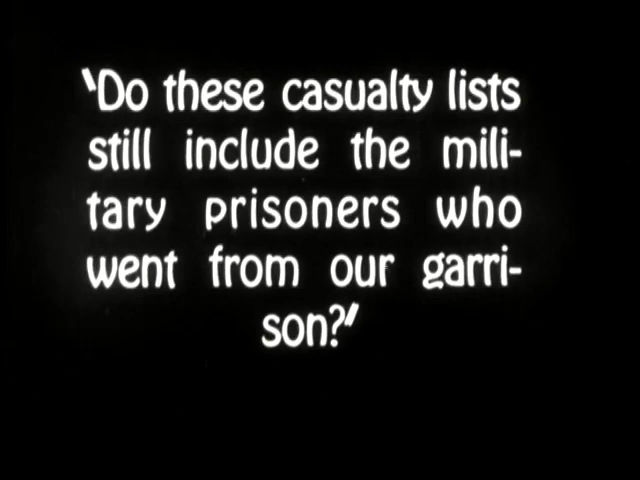 "Do these casualty lists
still include the mili-
tary prisoners who
went from our garri-
son?"